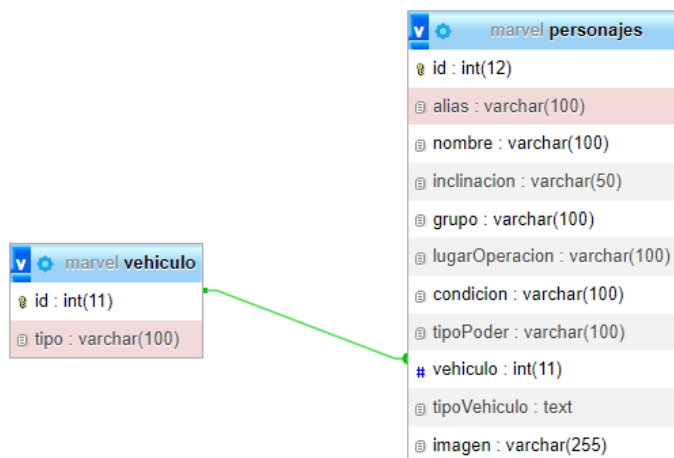 v marvel personajes
id : int(12)
alias : varchar(100)
nombre : varchar(100)
inclinacion : varchar(50)
grupo : varchar(100)
lugarOperacion : varchar(100)
condicion : varchar(100)
tipoPoder : varchar(100)
# vehiculo : int(11)
tipoVehiculo : text
imagen : varchar(255)
v marvel vehiculo
id : int(11)
tipo : varchar(100)